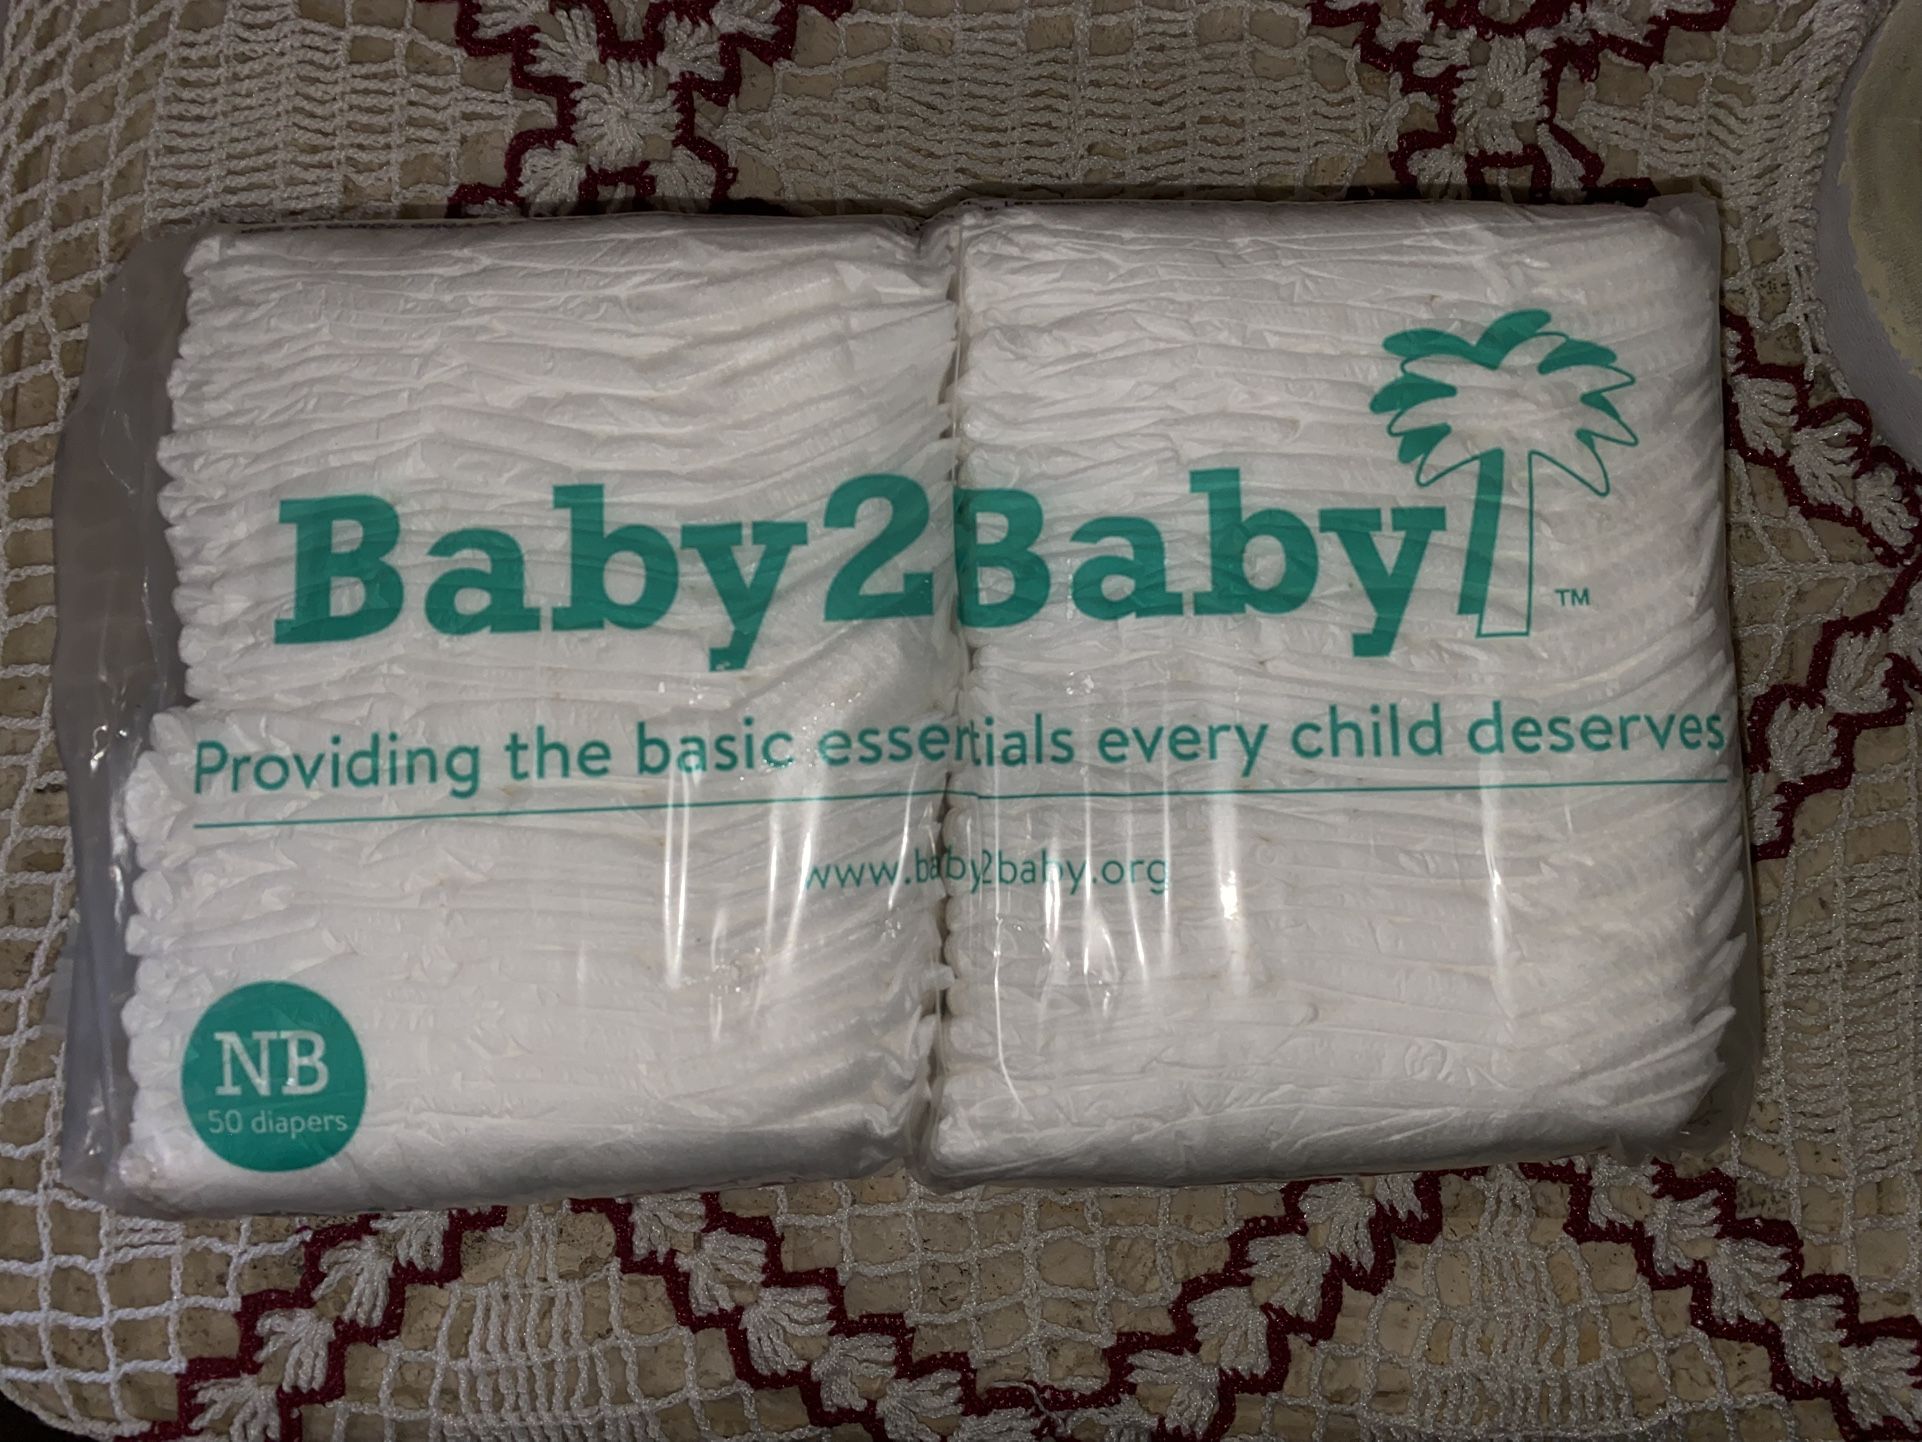 Baby2Baby
TM
Providing the basic essentials every child deserves
www.baby2baby.org
NB
50 diapers